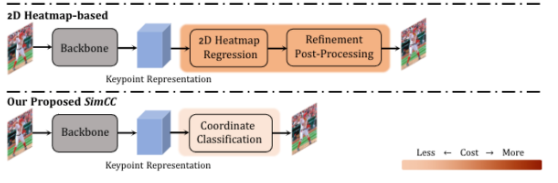 2D Heatmap-based
Backbone
2D Heatmap
Regression
Refinement
Post-Processing
Keypoint Representation
Our Proposed SimCC
Backbone
Coordinate
Classification
Keypoint Representation
Less ← Cost → More